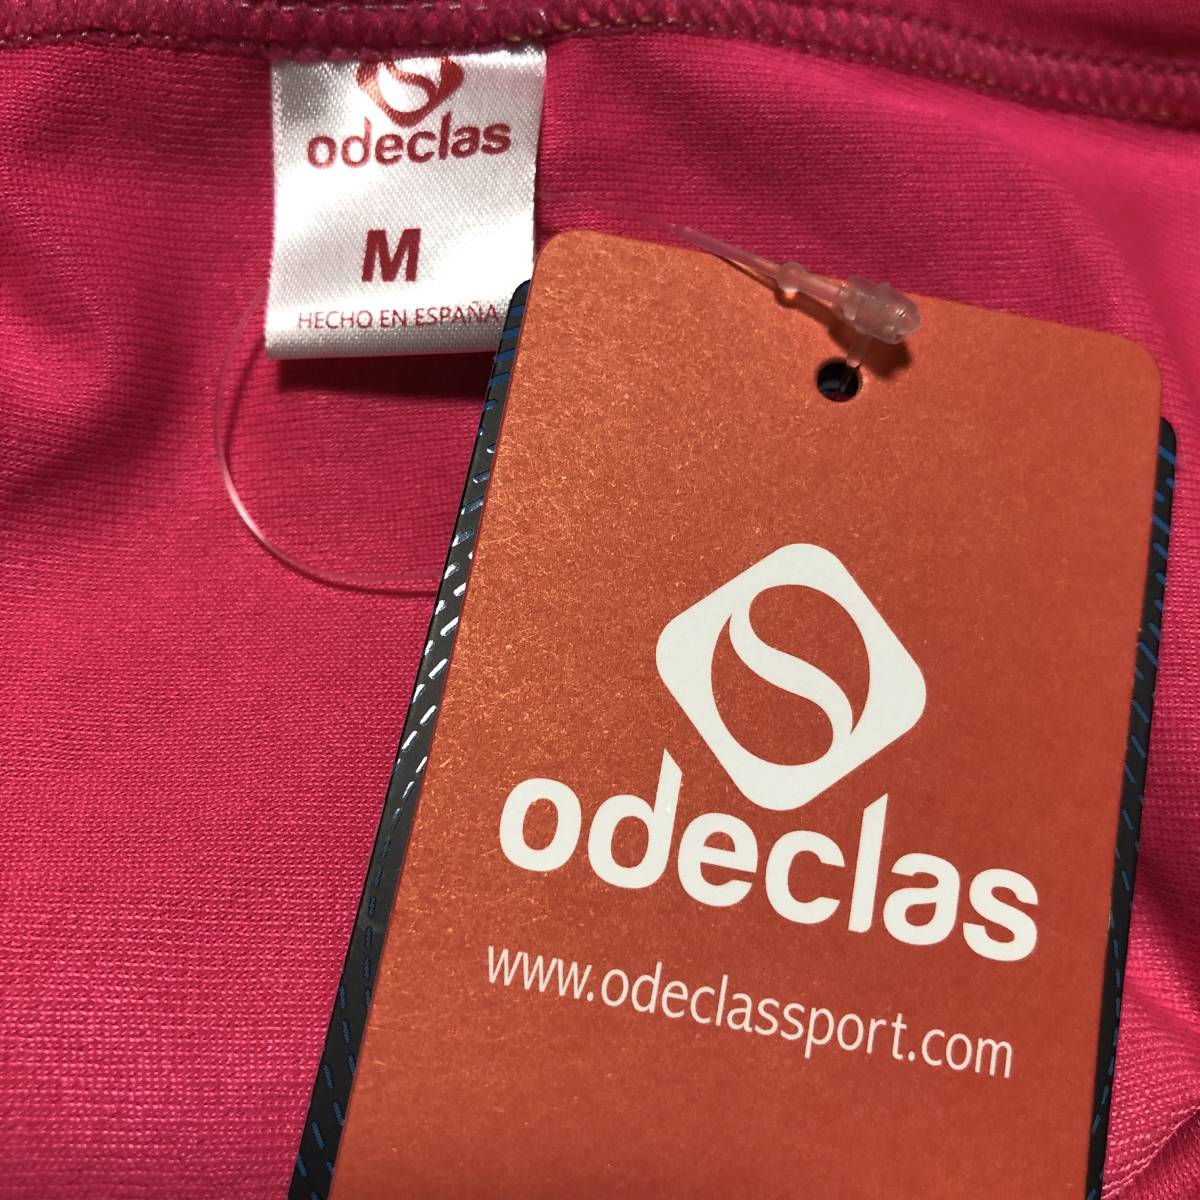 odeclas
M
HECHO EN ESPAÑA
odeclas
www.odeclassport.com